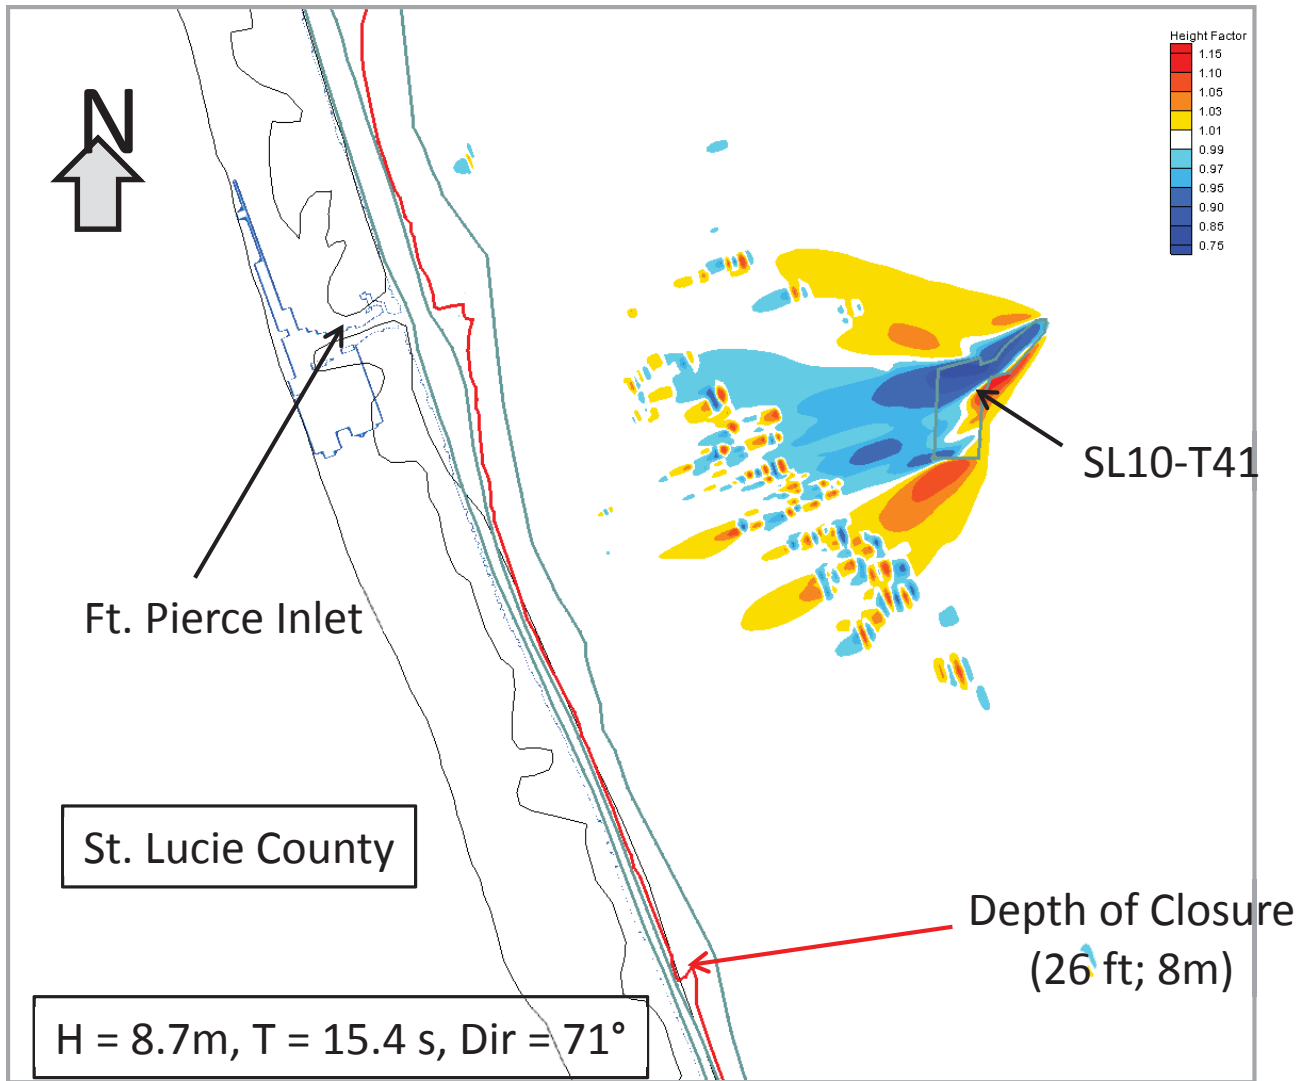 Height Factor
1.15
1.10
1.05
1.03
1.01
0.99
0.97
0.95
0.90
0.85
0.75
N
SL10-T41
Ft. Pierce Inlet
St. Lucie County
Depth of Closure
(26 ft; 8m)
H = 8.7m, T = 15.4 s, Dir = 71°